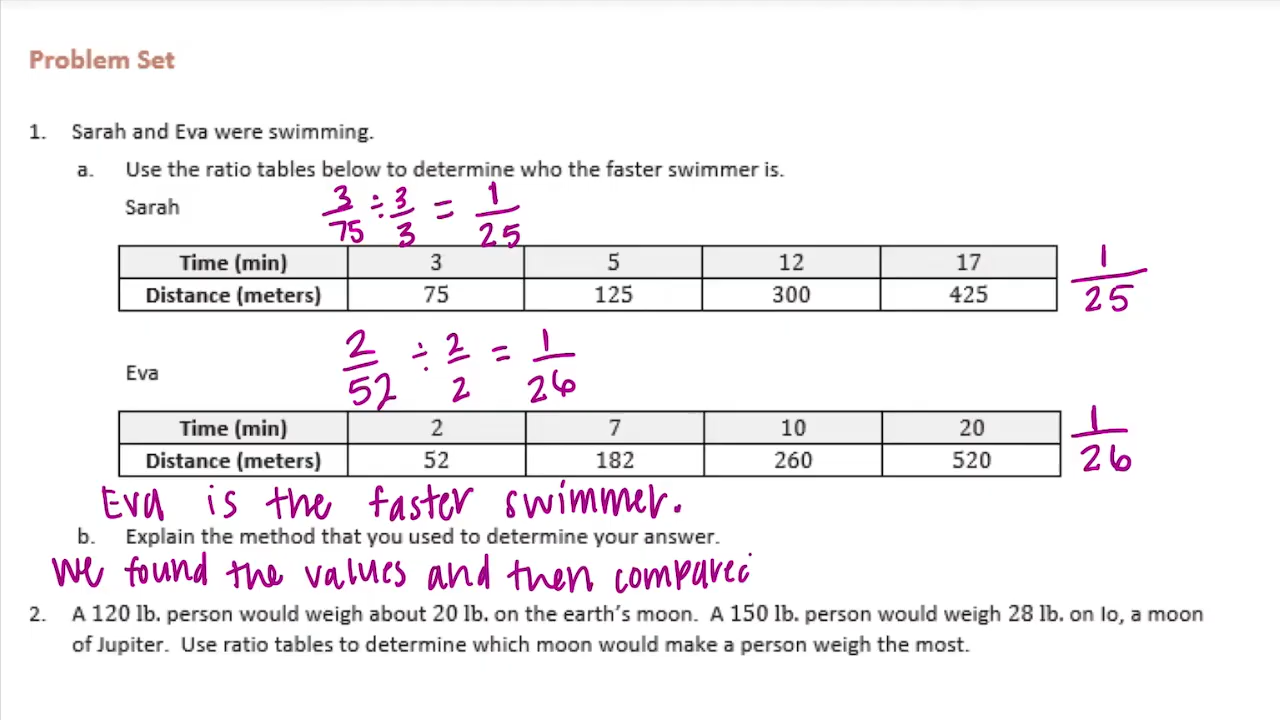 Problem Set
1. Sarah and Eva were swimming.
a. Use the ratio tables below to determine who the faster swimmer is.
Sarah
3/75 ÷ 3/3 = 1/25
Time (min) 3 5 12 17
Distance (meters) 75 125 300 425
1/25
Eva
2/52 ÷ 2/2 = 1/26
Time (min) 2 7 10 20
Distance (meters) 52 182 260 520
1/26
Eva is the faster swimmer.
b. Explain the method that you used to determine your answer.
We found the values and then compared
2. A 120 lb. person would weigh about 20 lb. on the earth's moon. A 150 lb. person would weigh 28 lb. on Io, a moon
of Jupiter. Use ratio tables to determine which moon would make a person weigh the most.